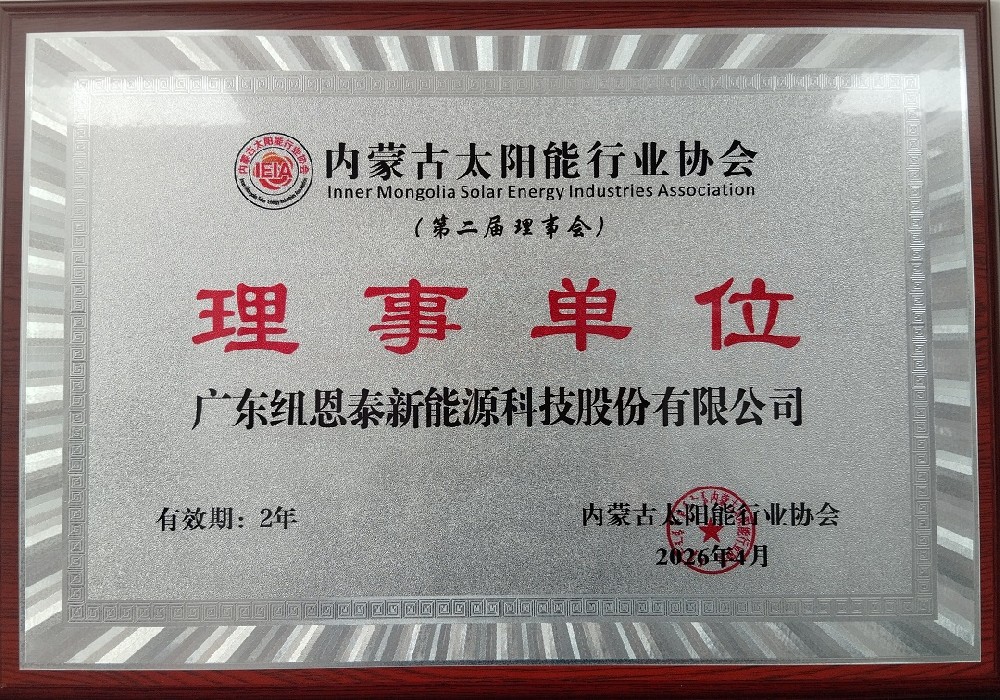 内蒙古太阳能行业协会
Inner Mongolia Solar Energy Industries Association
(第二届理事会)
理事单位
广东纽恩泰新能源科技股份有限公司
有效期：2年
内蒙古太阳能行业协会
2026年4月